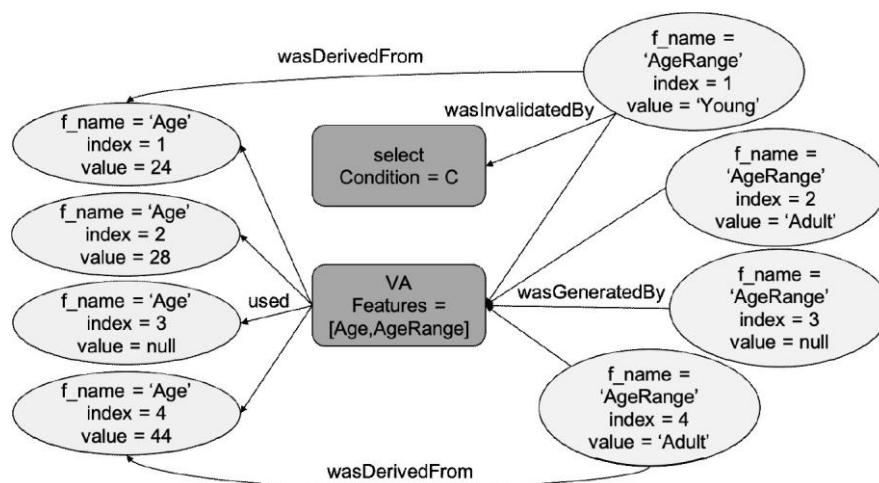 wasDerivedFrom
f_name =
'AgeRange'
index = 1
value = 'Young'
wasInvalidatedBy
f_name = 'Age'
index = 1
value = 24
select
Condition = C
f_name =
'AgeRange'
index = 2
value = 'Adult'
f_name = 'Age'
index = 2
value = 28
VA
Features =
[Age,AgeRange]
used
wasGeneratedBy
f_name = 'Age'
index = 3
value = null
f_name =
'AgeRange'
index = 3
value = null
f_name = 'Age'
index = 4
value = 44
f_name =
'AgeRange'
index = 4
value = 'Adult'
wasDerivedFrom